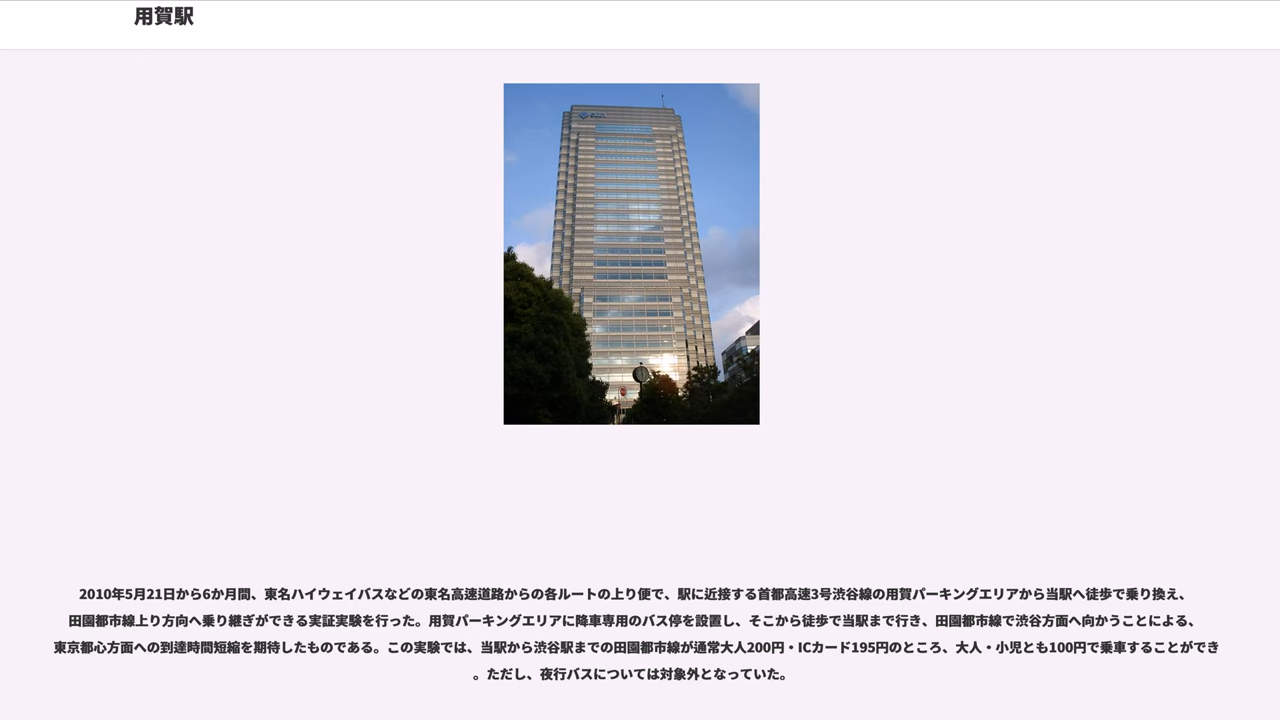 用賀駅
2010年5月21日から6か月間、東名ハイウェイバスなどの東名高速道路からの各ルートの上り便で、駅に近接する首都高速3号渋谷線の用賀パーキングエリアから当駅へ徒歩で乗り換え、
田園都市線上り方向へ乗り継ぎができる実証実験を行った。用賀パーキングエリアに降車専用のバス停を設置し、そこから徒歩で当駅まで行き、田園都市線で渋谷方面へ向かうことによる、
東京都心方面への到達時間短縮を期待したものである。この実験では、当駅から渋谷駅までの田園都市線が通常大人200円・ICカード195円のところ、大人・小児とも100円で乗車することができ
。ただし、夜行バスについては対象外となっていた。